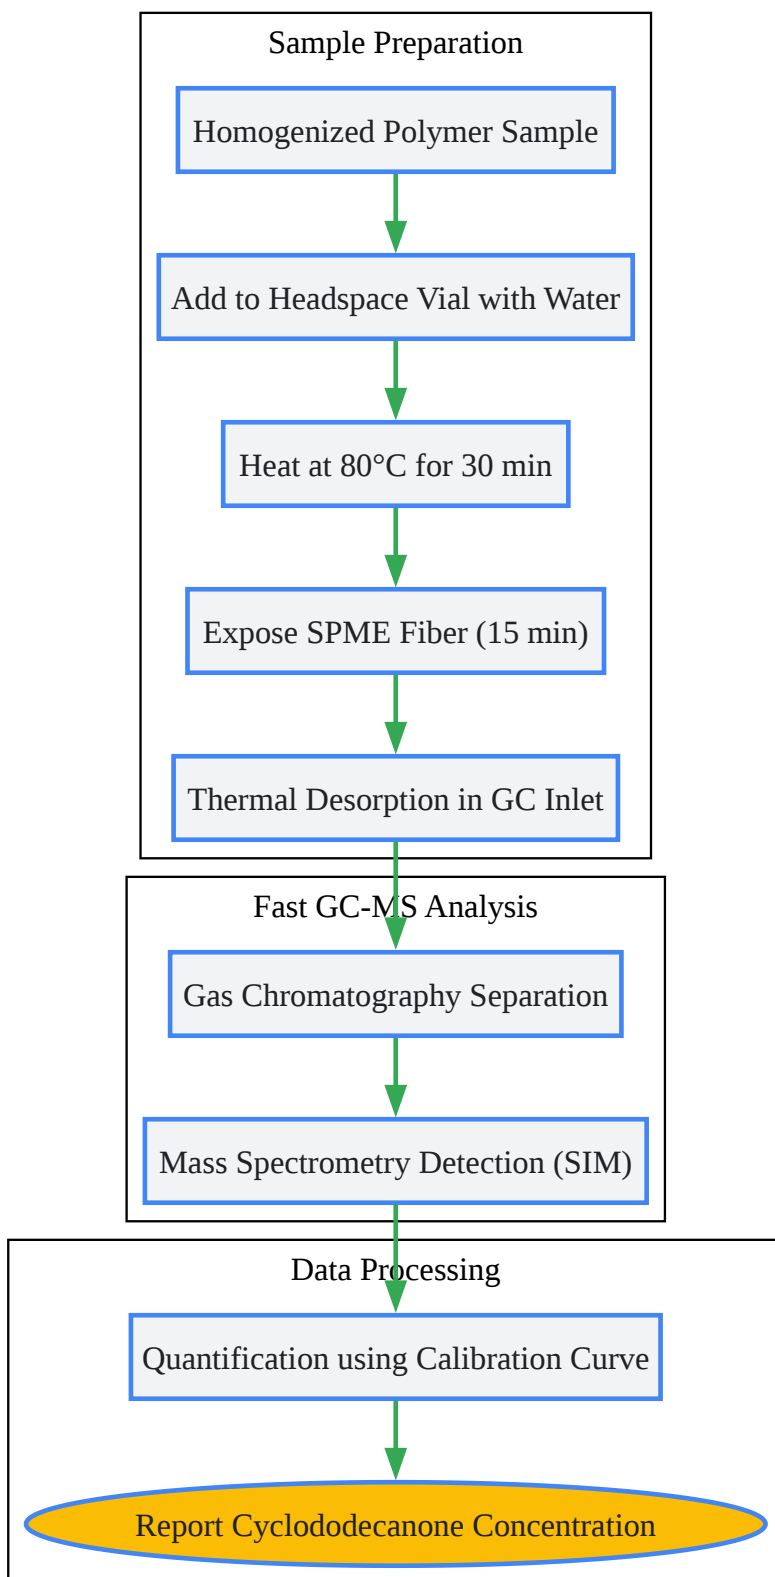 Sample Preparation
Homogenized Polymer Sample
Add to Headspace Vial with Water
Heat at 80°C for 30 min
Expose SPME Fiber (15 min)
Thermal Desorption in GC Inlet
Fast GC-MS Analysis
Gas Chromatography Separation
Mass Spectrometry Detection (SIM)
Data Processing
Quantification using Calibration Curve
Report Cyclododecanone Concentration